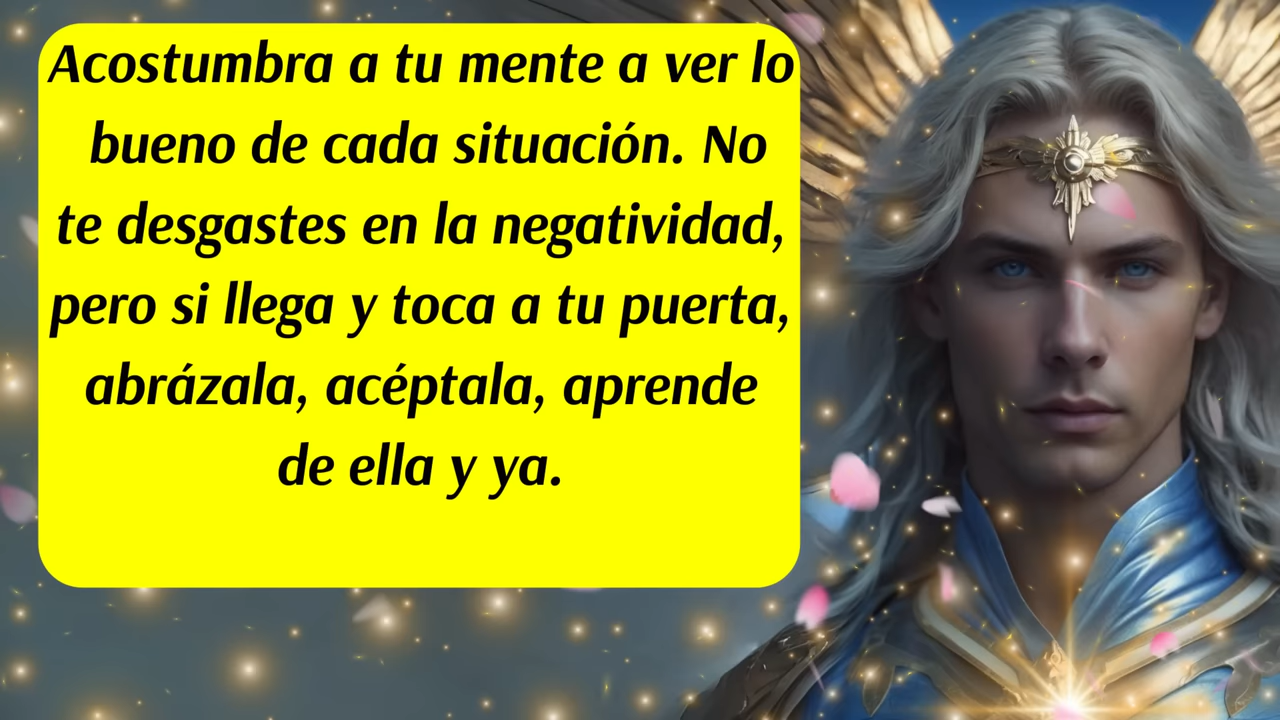 Acostumbra a tu mente a ver lo
bueno de cada situación. No
te desgastes en la negatividad,
pero si llega y toca a tu puerta,
abrázala, acéptala, aprende
de ella y ya.